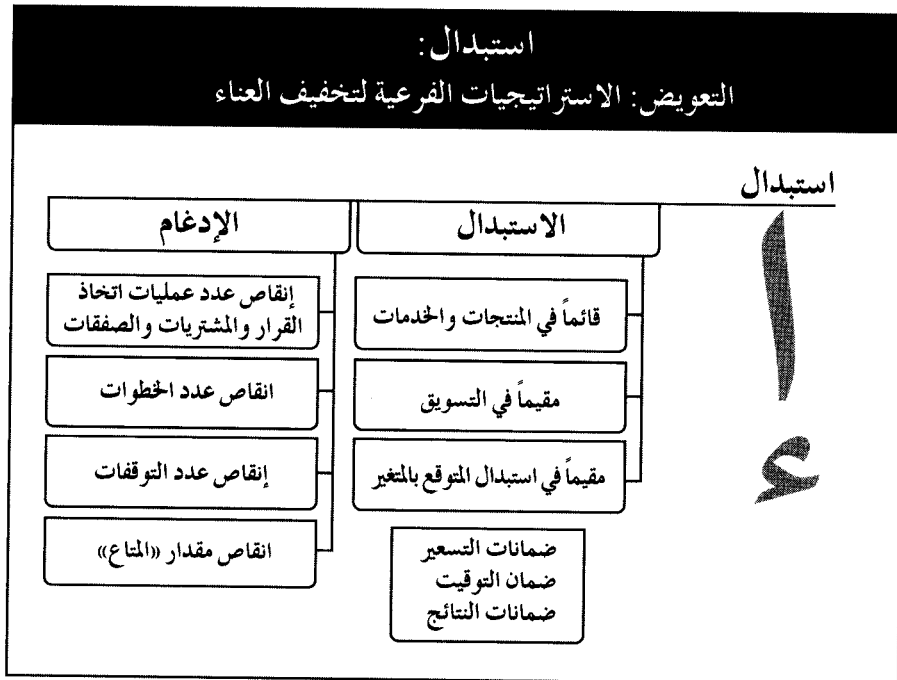 استبدال:
التعويض: الاستراتيجيات الفرعية لتخفيف العناء
استبدال
ا
ء
الاستبدال
قائماً في المنتجات والخدمات
مقيماً في التسويق
مقيماً في استبدال المتوقع بالمتغير
ضمانات التسعير
ضمان التوقيت
ضمانات النتائج
الإدغام
إنقاص عدد عمليات اتخاذ
القرار والمشتريات والصفقات
انقاص عدد الخطوات
إنقاص عدد التوقفات
انقاص مقدار «المتاع»